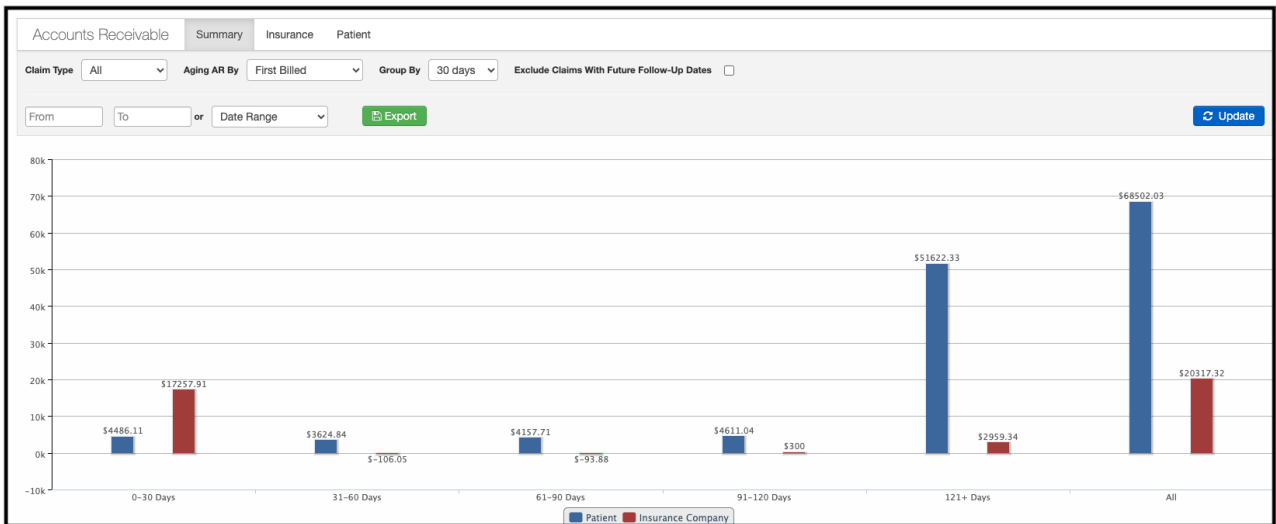 Accounts Receivable Summary Insurance Patient
Claim Type All Aging AR By First Billed Group By 30 days Exclude Claims With Future Follow-Up Dates
From To or Date Range Export Update
80k
70k
$68502.03
60k
$51622.33
50k
40k
30k
20k
$17257.91
$20317.32
10k
$4486.11
$3624.84
$4157.71
$4611.04
$300
$2959.34
0k
$-106.05
$-93.88
-10k
0-30 Days 31-60 Days 61-90 Days 91-120 Days 121+ Days All
Patient Insurance Company